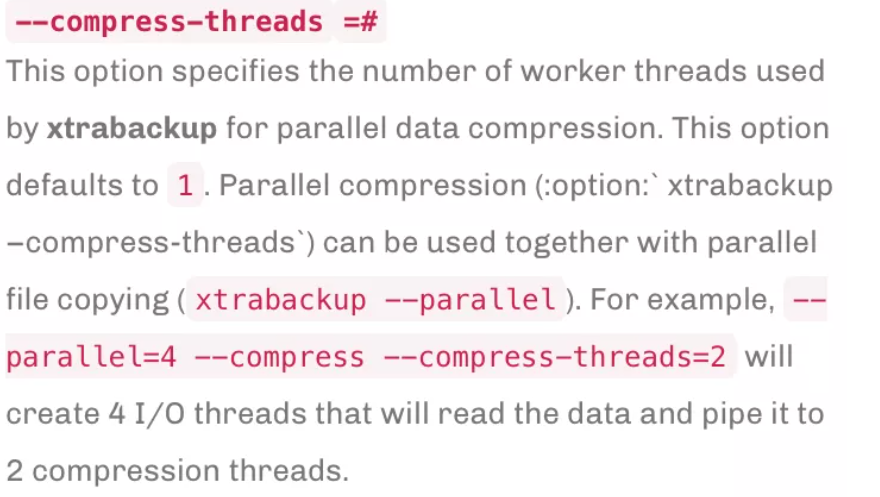 --compress-threads =#
This option specifies the number of worker threads used
by xtrabackup for parallel data compression. This option
defaults to 1 . Parallel compression (:option:` xtrabackup
–compress-threads`) can be used together with parallel
file copying ( xtrabackup --parallel ). For example, --
parallel=4 --compress --compress-threads=2 will
create 4 I/O threads that will read the data and pipe it to
2 compression threads.